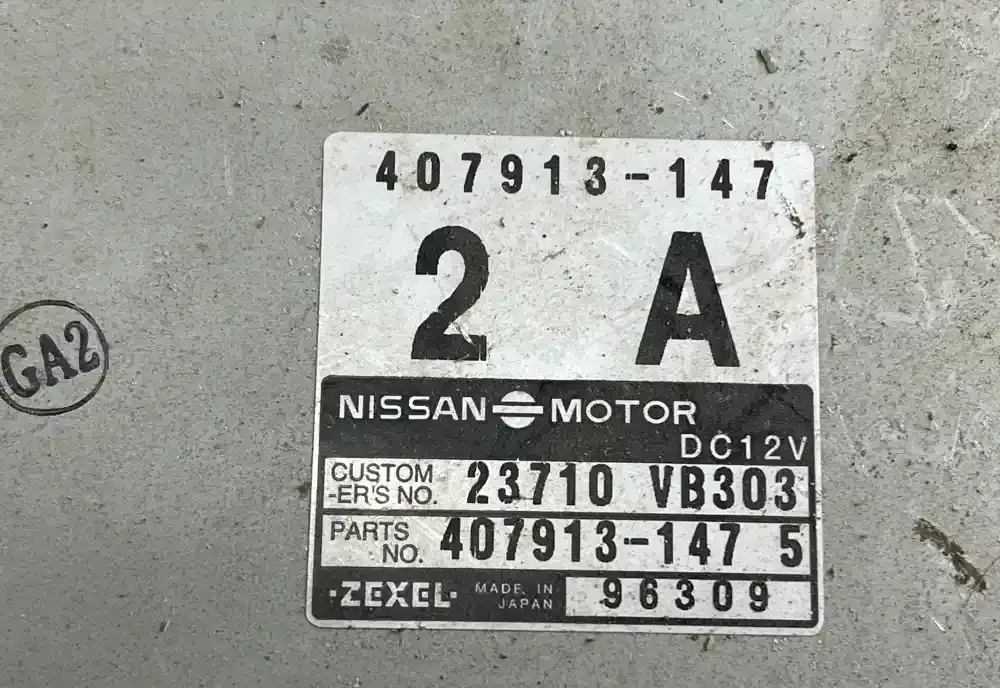 407913-147
2 A
GA2
NISSAN MOTOR
DC12V
CUSTOM
-ER'S NO. 23710 VB303
PARTS
NO. 407913-147 5
·ZEXEL· MADE IN
JAPAN 96309